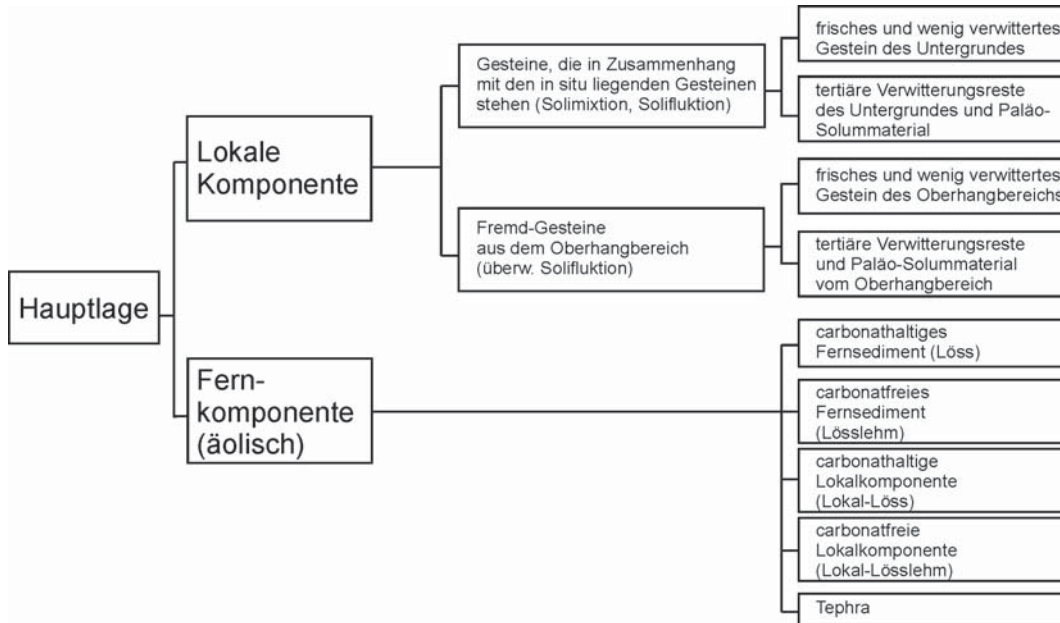 Hauptlage
Lokale
Komponente
Fern-
komponente
(äolisch)
Gesteine, die in Zusammenhang
mit den in situ liegenden Gesteinen
stehen (Solimixtion, Solifluktion)
Fremd-Gesteine
aus dem Oberhangbereich
(überw. Solifluktion)
frisches und wenig verwittertes
Gestein des Untergrundes
tertiäre Verwitterungsreste
des Untergrundes und Paläo-
Solummaterial
frisches und wenig verwittertes
Gestein des Oberhangbereichs
tertiäre Verwitterungsreste
und Paläo-Solummaterial
vom Oberhangbereich
carbonathaltiges
Fernsediment (Löss)
carbonatfreies
Fernsediment
(Lösslehm)
carbonathaltige
Lokalkomponente
(Lokal-Löss)
carbonatfreie
Lokalkomponente
(Lokal-Lösslehm)
Tephra